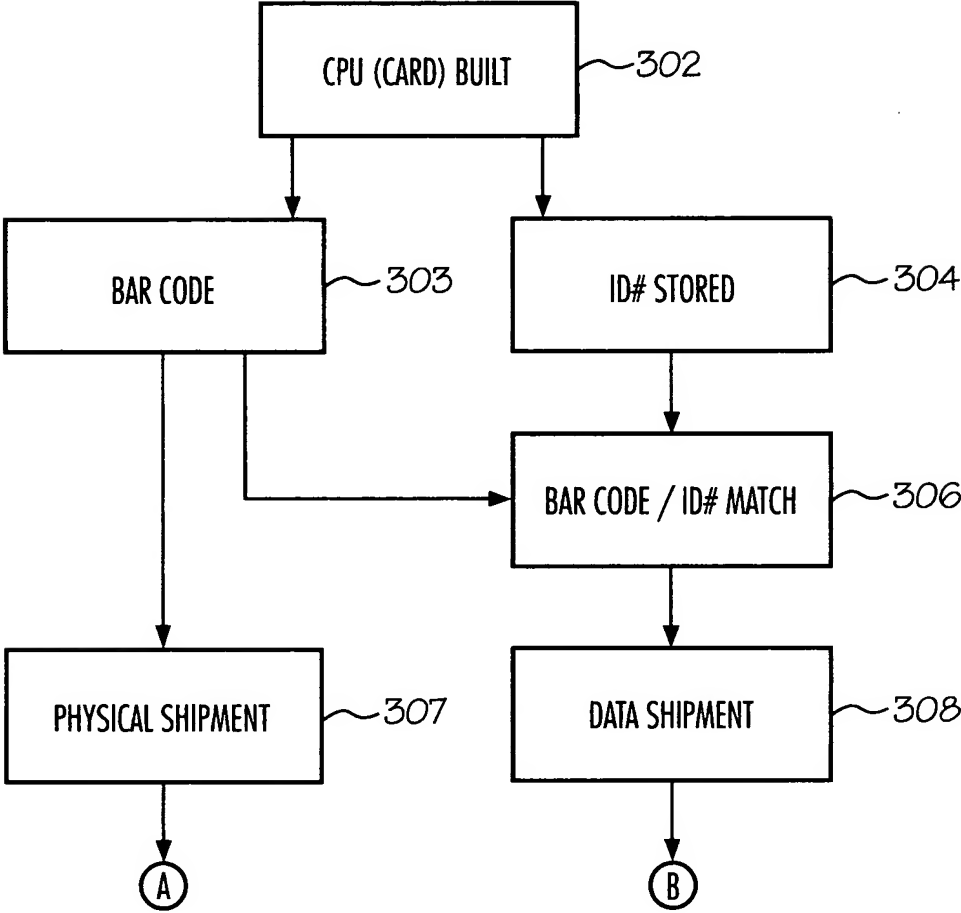 CPU (CARD) BUILT
302
BAR CODE
303
ID# STORED
304
BAR CODE / ID# MATCH
306
PHYSICAL SHIPMENT
307
DATA SHIPMENT
308
A
B